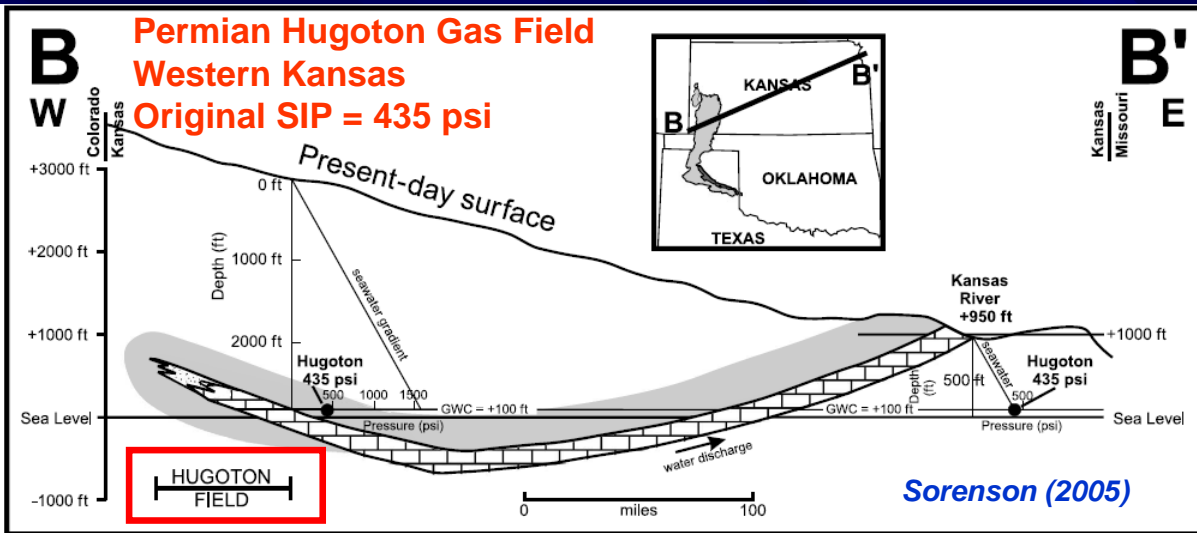 B
W
Permian Hugoton Gas Field
Western Kansas
Original SIP = 435 psi
B'
E
Colorado
Kansas
Kansas
Missouri
KANSAS
B'
B
OKLAHOMA
TEXAS
+3000 ft
+2000 ft
+1000 ft
Sea Level
-1000 ft
Present-day surface
0 ft
1000 ft
2000 ft
Depth (ft)
seawater gradient
Hugoton
435 psi
500
1000
1500
Pressure (psi)
GWC = +100 ft
GWC = +100 ft
water discharge
Kansas
River
+950 ft
+1000 ft
seawater
Depth
(ft)
500 ft
500
Hugoton
435 psi
Pressure (psi)
Sea Level
HUGOTON
FIELD
0
miles
100
Sorenson (2005)